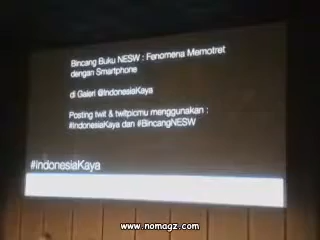 Bincang Buku NESW : Fenomena Memotret
dengan Smartphone
di Galeri @IndonesiaKaya
Posting twit & twitpicmu menggunakan :
#IndonesiaKaya dan #BincangNESW
#IndonesiaKaya
www.nomagz.com